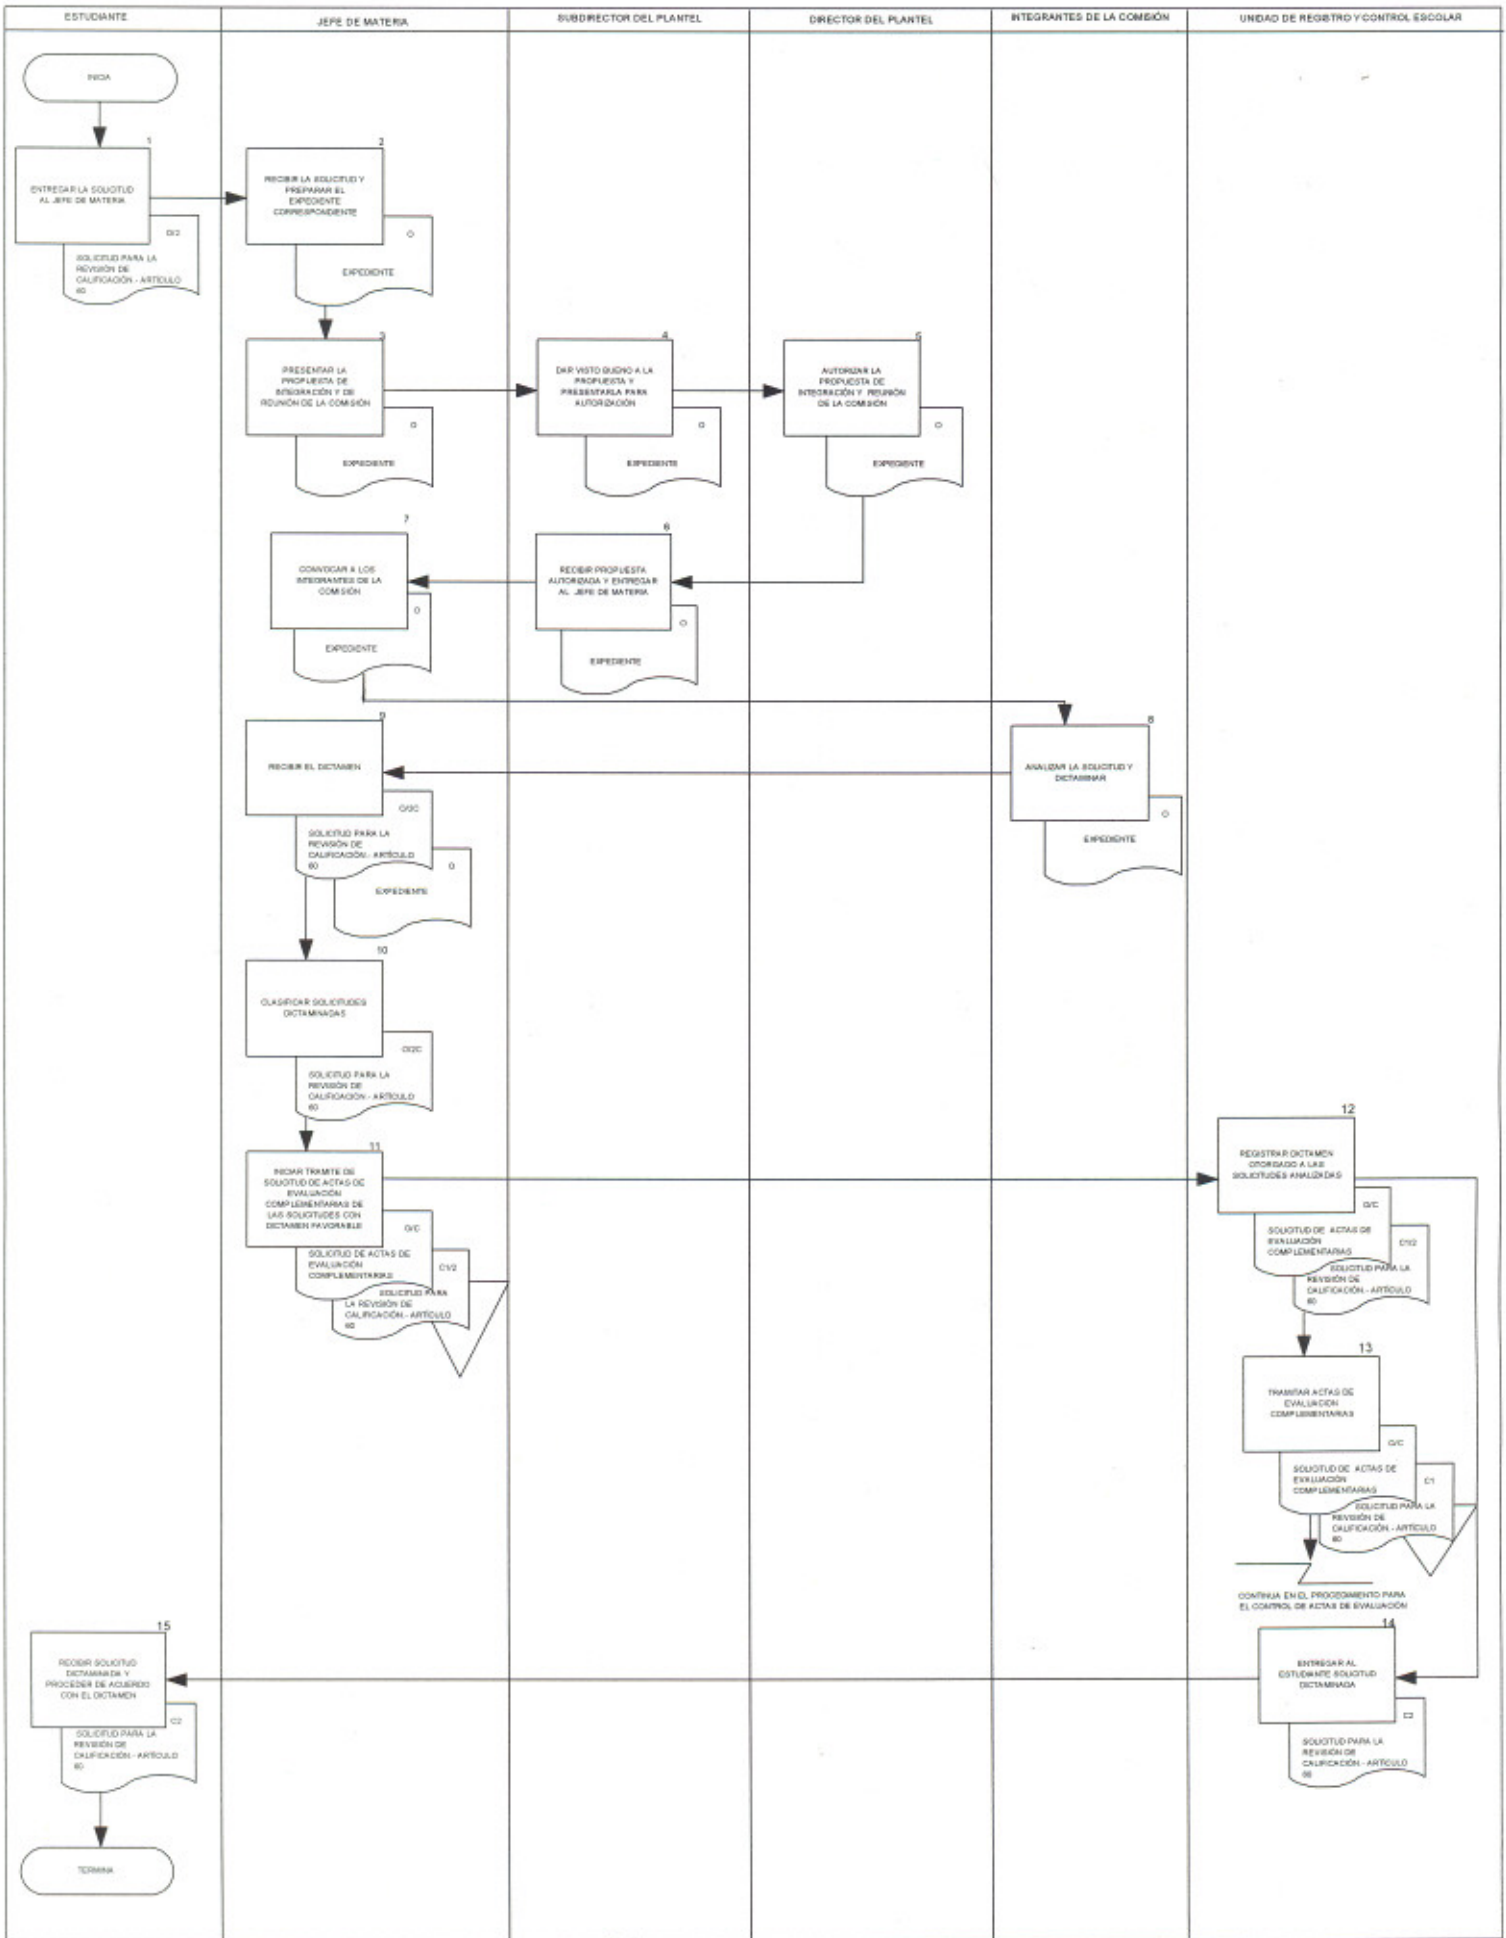 ESTUDIANTE
JEFE DE MATERIA
SUBDIRECTOR DEL PLANTEL
DIRECTOR DEL PLANTEL
INTEGRANTES DE LA COMISIÓN
UNIDAD DE REGISTRO Y CONTROL ESCOLAR
INICIA
1
ENTREGAR LA SOLICITUD
AL JEFE DE MATERIA
O/2
SOLICITUD PARA LA
REVISIÓN DE
CALIFICACIÓN.- ARTÍCULO
60
2
RECIBIR LA SOLICITUD Y
PREPARAR EL
EXPEDIENTE
CORRESPONDIENTE
O
EXPEDIENTE
3
PRESENTAR LA
PROPUESTA DE
INTEGRACIÓN Y DE
REUNIÓN DE LA COMISIÓN
O
EXPEDIENTE
4
DAR VISTO BUENO A LA
PROPUESTA Y
PRESENTARLA PARA
AUTORIZACIÓN
O
EXPEDIENTE
5
AUTORIZAR LA
PROPUESTA DE
INTEGRACIÓN Y REUNIÓN
DE LA COMISIÓN
O
EXPEDIENTE
6
RECIBIR PROPUESTA
AUTORIZADA Y ENTREGAR
AL JEFE DE MATERIA
O
EXPEDIENTE
7
CONVOCAR A LOS
INTEGRANTES DE LA
COMISIÓN
O
EXPEDIENTE
8
ANALIZAR LA SOLICITUD Y
DICTAMINAR
O
EXPEDIENTE
9
RECIBIR EL DICTAMEN
O/2C
SOLICITUD PARA LA
REVISIÓN DE
CALIFICACIÓN.- ARTÍCULO
60
O
EXPEDIENTE
10
CLASIFICAR SOLICITUDES
DICTAMINADAS
O/2C
SOLICITUD PARA LA
REVISIÓN DE
CALIFICACIÓN.- ARTÍCULO
60
11
INICIAR TRAMITE DE
SOLICITUD DE ACTAS DE
EVALUACIÓN
COMPLEMENTARIAS DE
LAS SOLICITUDES CON
DICTAMEN FAVORABLE
O/C
SOLICITUD DE ACTAS DE
EVALUACIÓN
COMPLEMENTARIAS
C1/2
SOLICITUD PARA
LA REVISIÓN DE
CALIFICACIÓN.- ARTÍCULO
60
12
REGISTRAR DICTAMEN
OTORGADO A LAS
SOLICITUDES ANALIZADAS
O/C
SOLICITUD DE ACTAS DE
EVALUACIÓN
COMPLEMENTARIAS
C1/2
SOLICITUD PARA LA
REVISIÓN DE
CALIFICACIÓN.- ARTÍCULO
60
13
TRAMITAR ACTAS DE
EVALUACION
COMPLEMENTARIAS
O/C
SOLICITUD DE ACTAS DE
EVALUACIÓN
COMPLEMENTARIAS
C1
SOLICITUD PARA LA
REVISIÓN DE
CALIFICACIÓN.- ARTÍCULO
60
CONTINUA EN EL PROCEDIMIENTO PARA
EL CONTROL DE ACTAS DE EVALUACIÓN
14
ENTREGAR AL
ESTUDIANTE SOLICITUD
DICTAMINADA
C2
SOLICITUD PARA LA
REVISIÓN DE
CALIFICACIÓN.- ARTÍCULO
60
15
RECIBIR SOLICITUD
DICTAMINADA Y
PROCEDER DE ACUERDO
CON EL DICTAMEN
C2
SOLICITUD PARA LA
REVISIÓN DE
CALIFICACIÓN.- ARTÍCULO
60
TERMINA